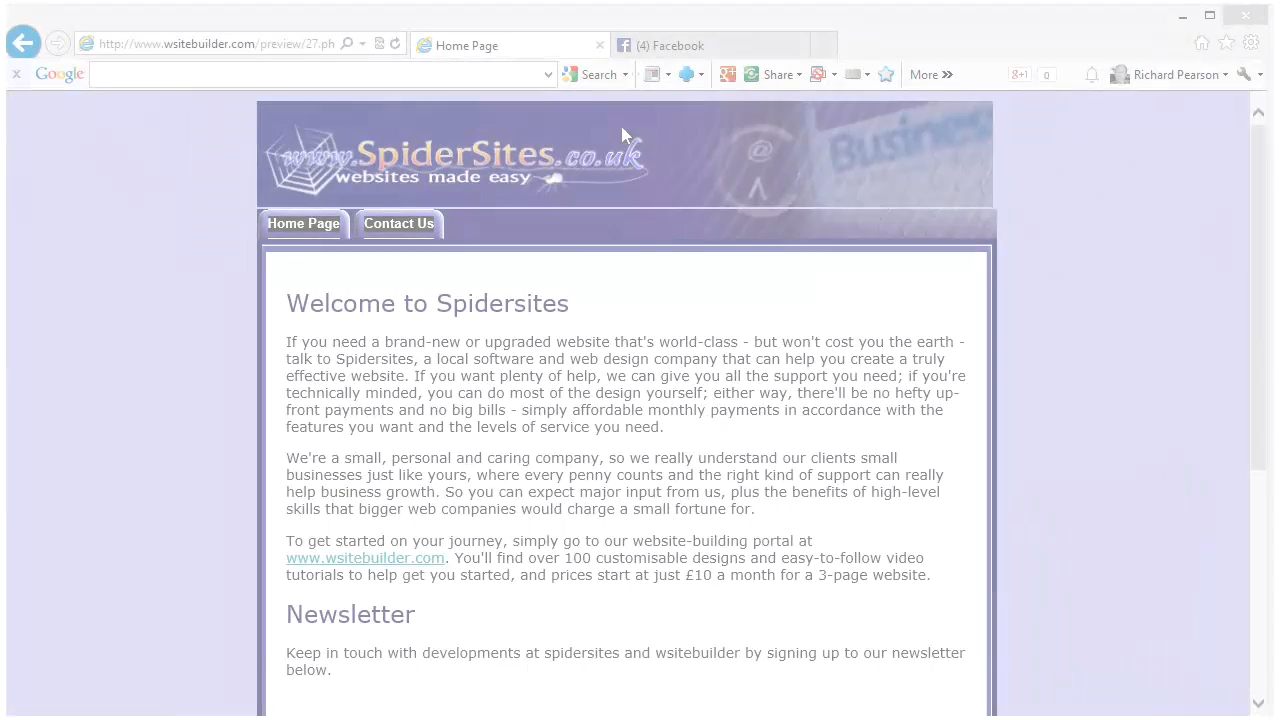 http://www.wsitebuilder.com/preview/27.ph
Home Page
(4) Facebook
Google
Search
Share
More »
g+1
0
Richard Pearson
www.SpiderSites.co.uk
websites made easy
@
Business
Home Page
Contact Us
Welcome to Spidersites
If you need a brand-new or upgraded website that's world-class - but won't cost you the earth -
talk to Spidersites, a local software and web design company that can help you create a truly
effective website. If you want plenty of help, we can give you all the support you need; if you're
technically minded, you can do most of the design yourself; either way, there'll be no hefty up-
front payments and no big bills - simply affordable monthly payments in accordance with the
features you want and the levels of service you need.
We're a small, personal and caring company, so we really understand our clients small
businesses just like yours, where every penny counts and the right kind of support can really
help business growth. So you can expect major input from us, plus the benefits of high-level
skills that bigger web companies would charge a small fortune for.
To get started on your journey, simply go to our website-building portal at
www.wsitebuilder.com. You'll find over 100 customisable designs and easy-to-follow video
tutorials to help get you started, and prices start at just £10 a month for a 3-page website.
Newsletter
Keep in touch with developments at spidersites and wsitebuilder by signing up to our newsletter
below.